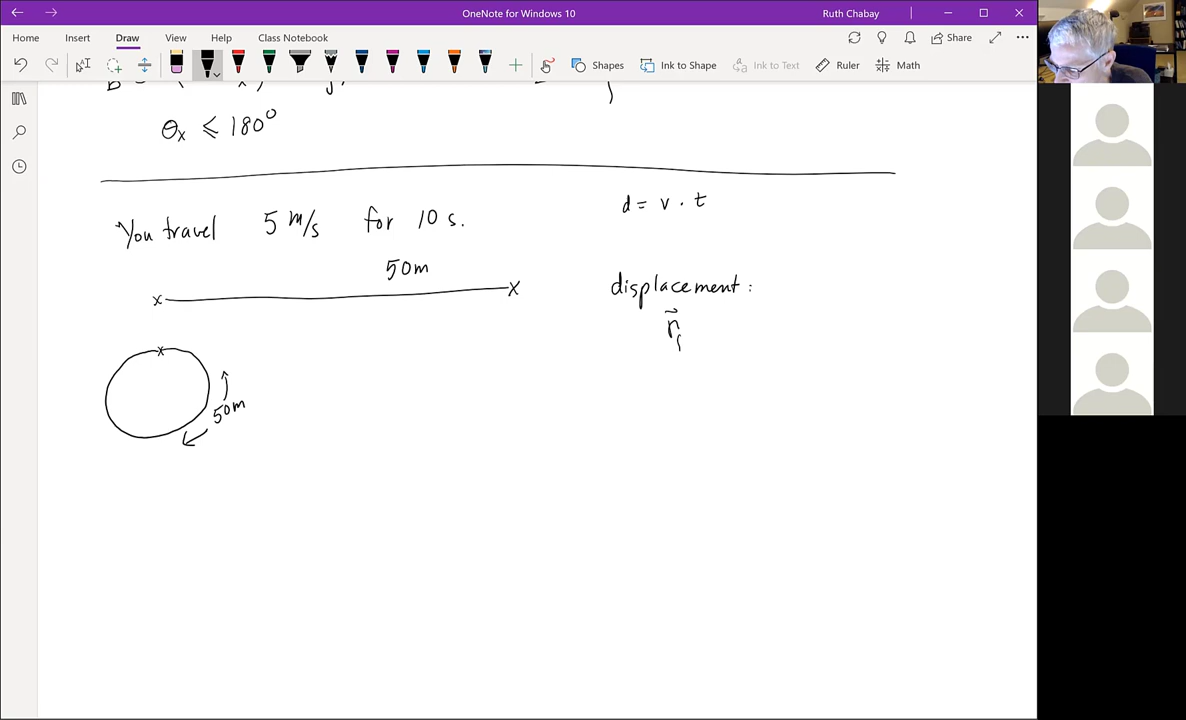 OneNote for Windows 10
Ruth Chabay
Home
Insert
Draw
View
Help
Class Notebook
Share
Shapes
Ink to Shape
Ink to Text
Ruler
Math
θx ≤ 180°
You travel 5 m/s for 10 s.
d = v · t
50m
x
x
displacement :
r⃗f
x
50m